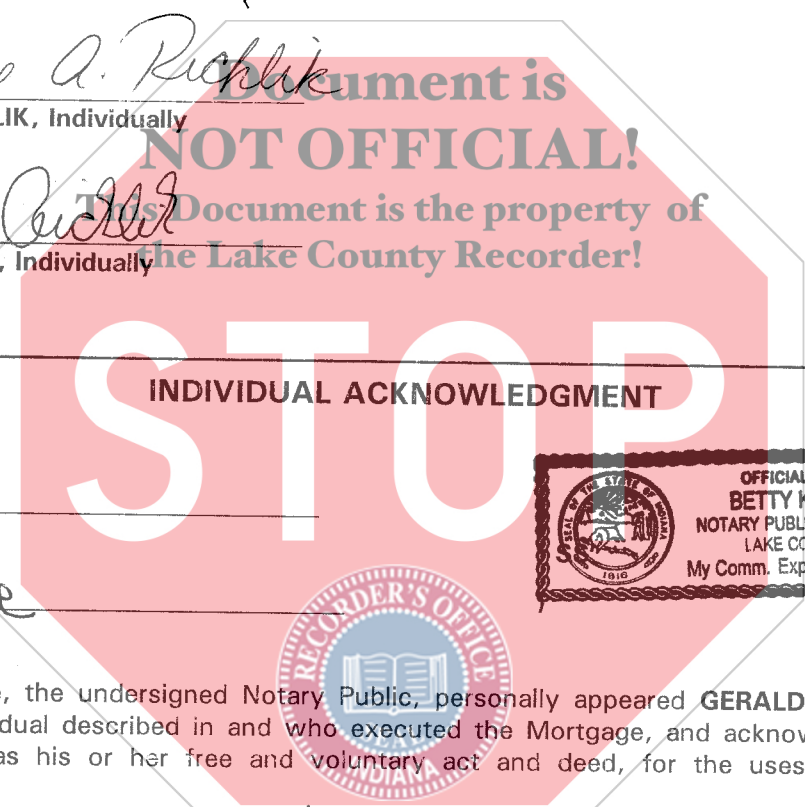 A. Richlik
Document is
LIK, Individually
NOT OFFICIAL!
This Document is the property of
, Individually
the Lake County Recorder!
STOP
INDIVIDUAL ACKNOWLEDGMENT
OFFICIAL
BETTY
NOTARY PUBL
LAKE CO
My Comm. Exp
SEAL OF THE STATE OF INDIANA
1816
RECORDER'S OFFICE
SEAL
INDIANA
, the undersigned Notary Public, personally appeared GERALD
dual described in and who executed the Mortgage, and acknow
as his or her free and voluntary act and deed, for the uses